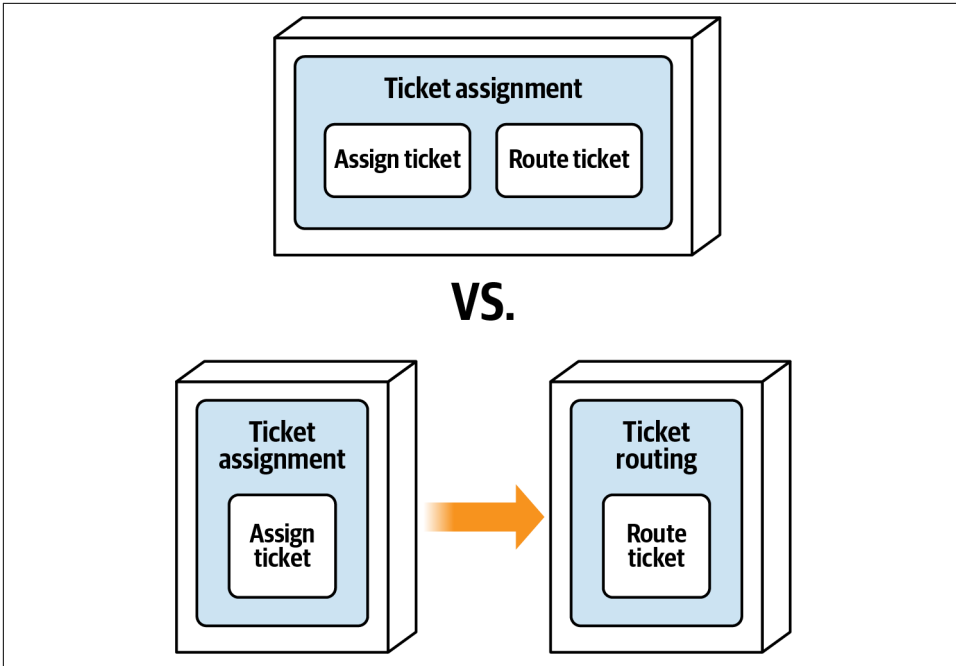 Ticket assignment
Assign ticket
Route ticket
VS.
Ticket
assignment
Assign
ticket
Ticket
routing
Route
ticket